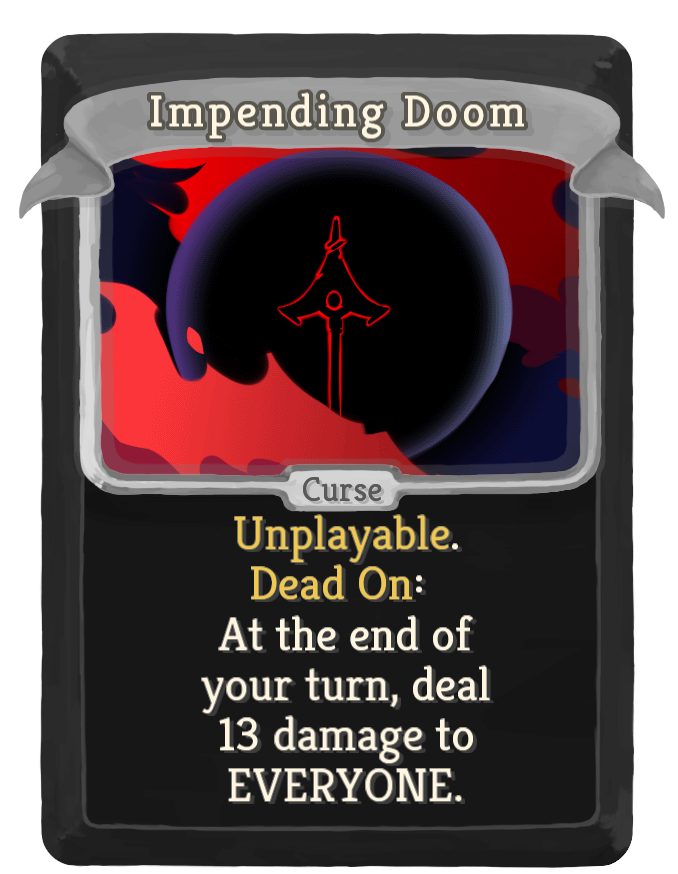 Impending Doom
Curse
Unplayable.
Dead On:
At the end of
your turn, deal
13 damage to
EVERYONE.